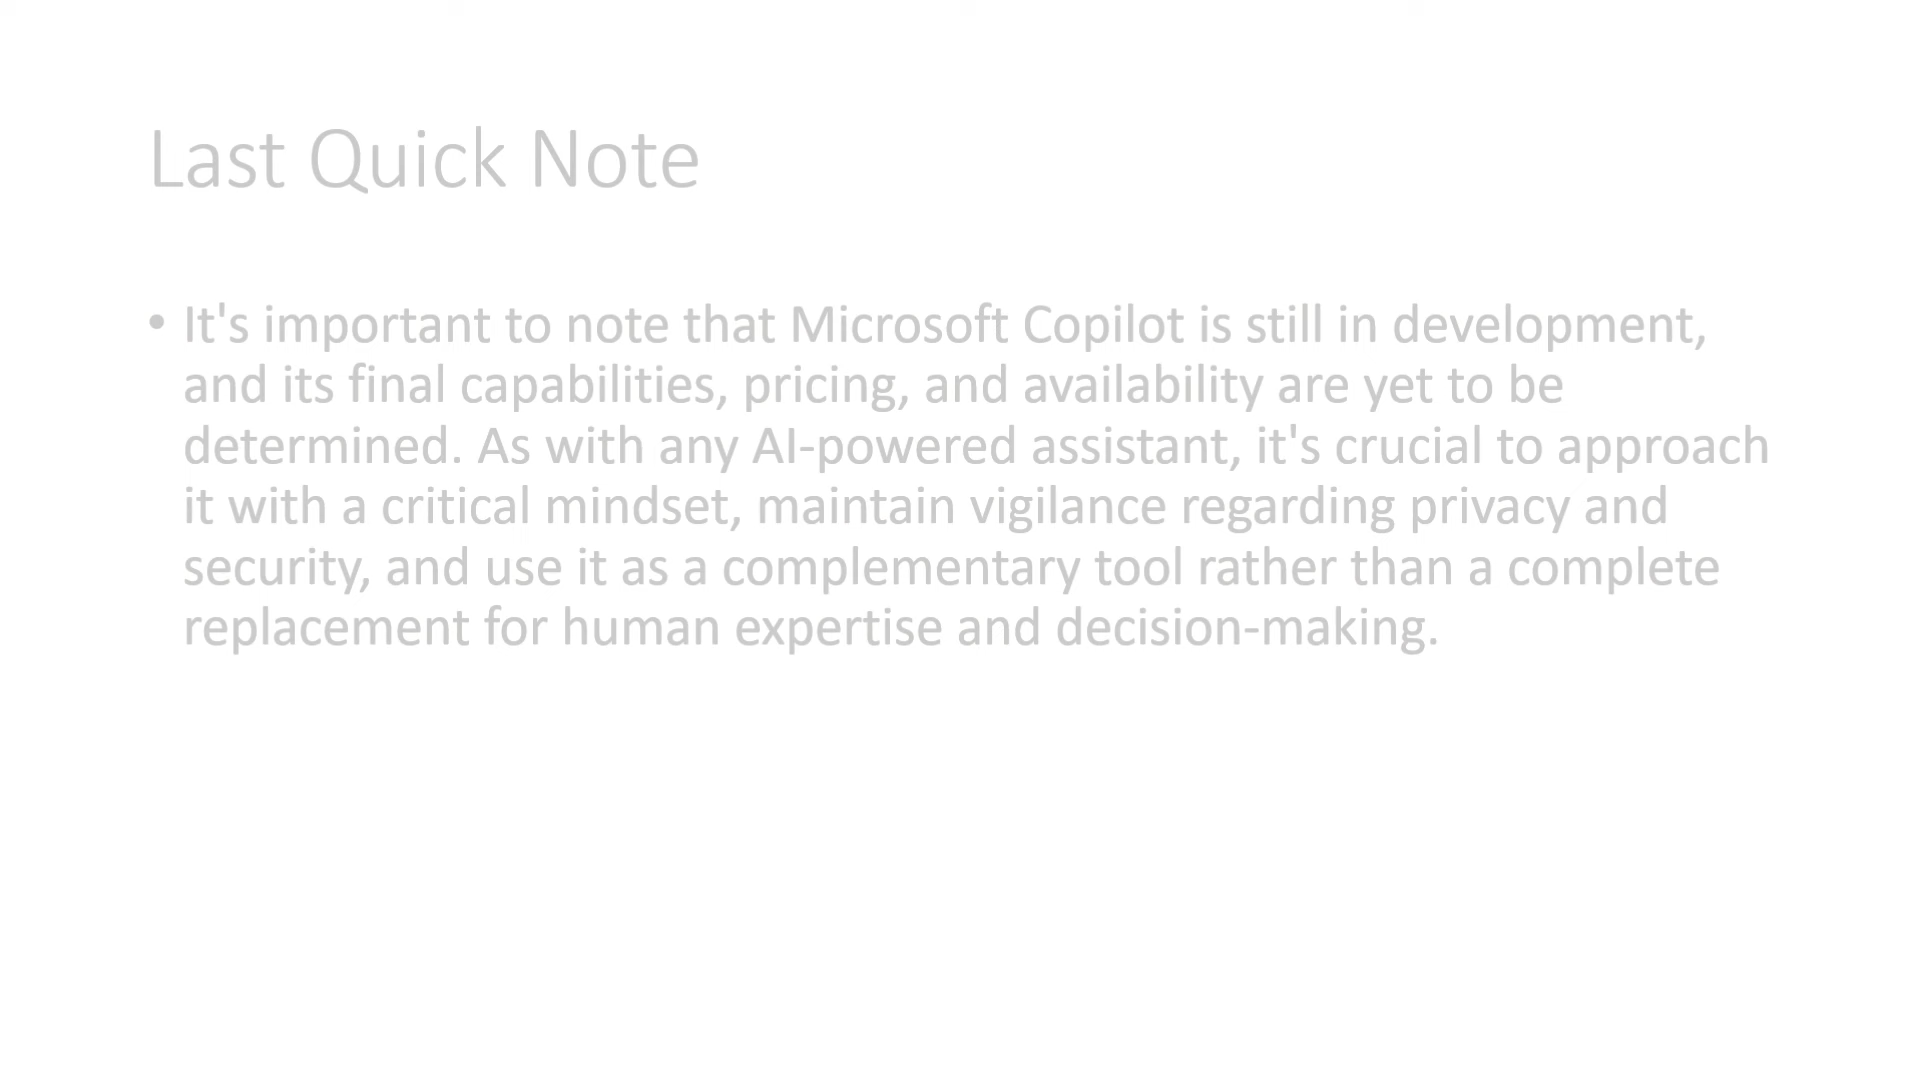 Last Quick Note
• It's important to note that Microsoft Copilot is still in development,
and its final capabilities, pricing, and availability are yet to be
determined. As with any AI-powered assistant, it's crucial to approach
it with a critical mindset, maintain vigilance regarding privacy and
security, and use it as a complementary tool rather than a complete
replacement for human expertise and decision-making.